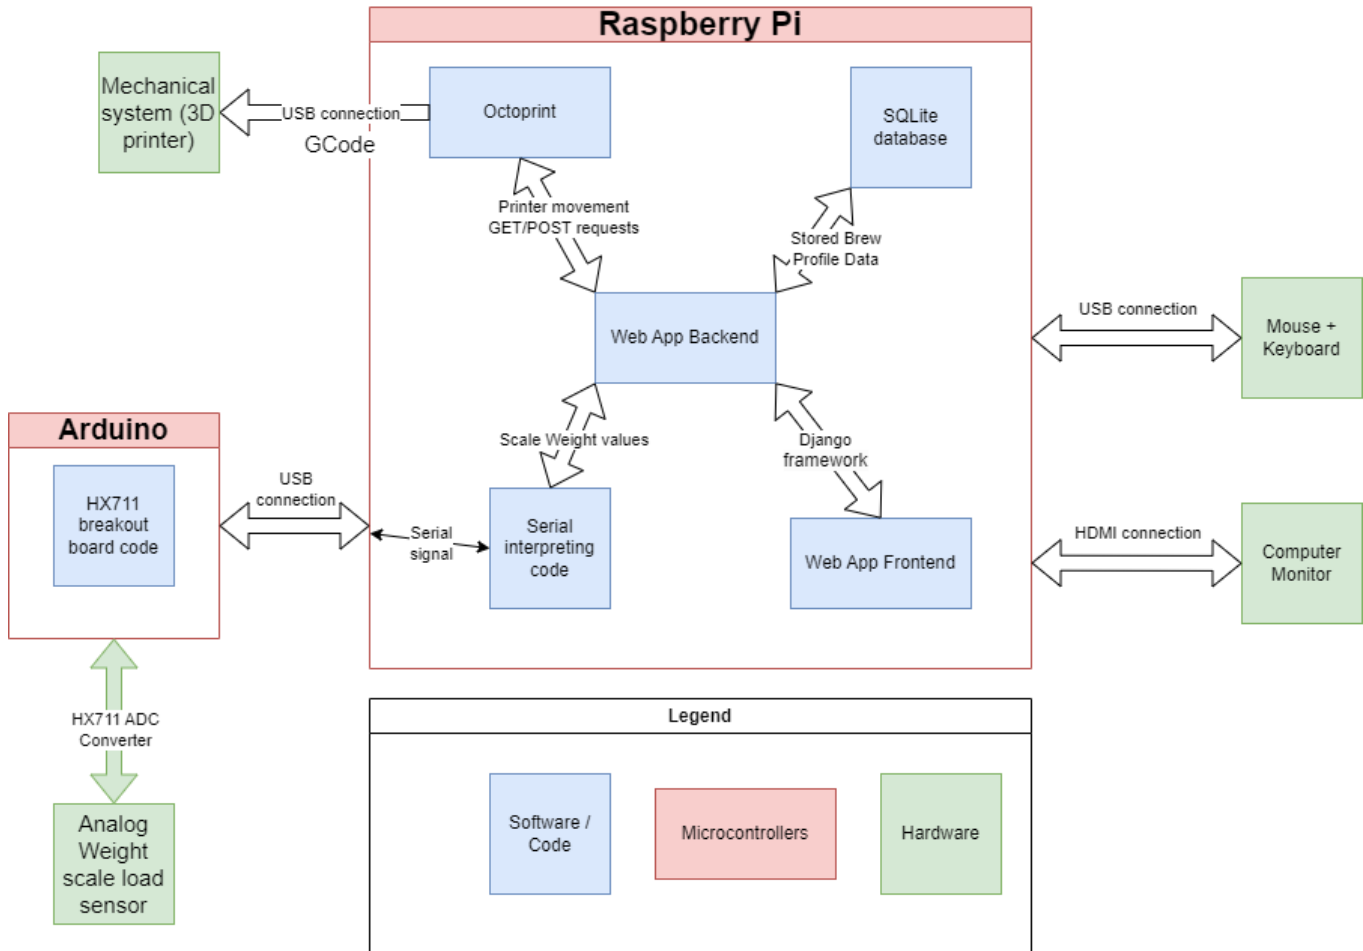 Raspberry Pi
Mechanical
system (3D
printer)
USB connection
GCode
Octoprint
SQLite
database
Printer movement
GET/POST requests
Stored Brew
Profile Data
Web App Backend
USB connection
Mouse +
Keyboard
Arduino
HX711
breakout
board code
USB
connection
Serial
signal
Scale Weight values
Serial
interpreting
code
Django
framework
Web App Frontend
HDMI connection
Computer
Monitor
HX711 ADC
Converter
Analog
Weight
scale load
sensor
Legend
Software /
Code
Microcontrollers
Hardware